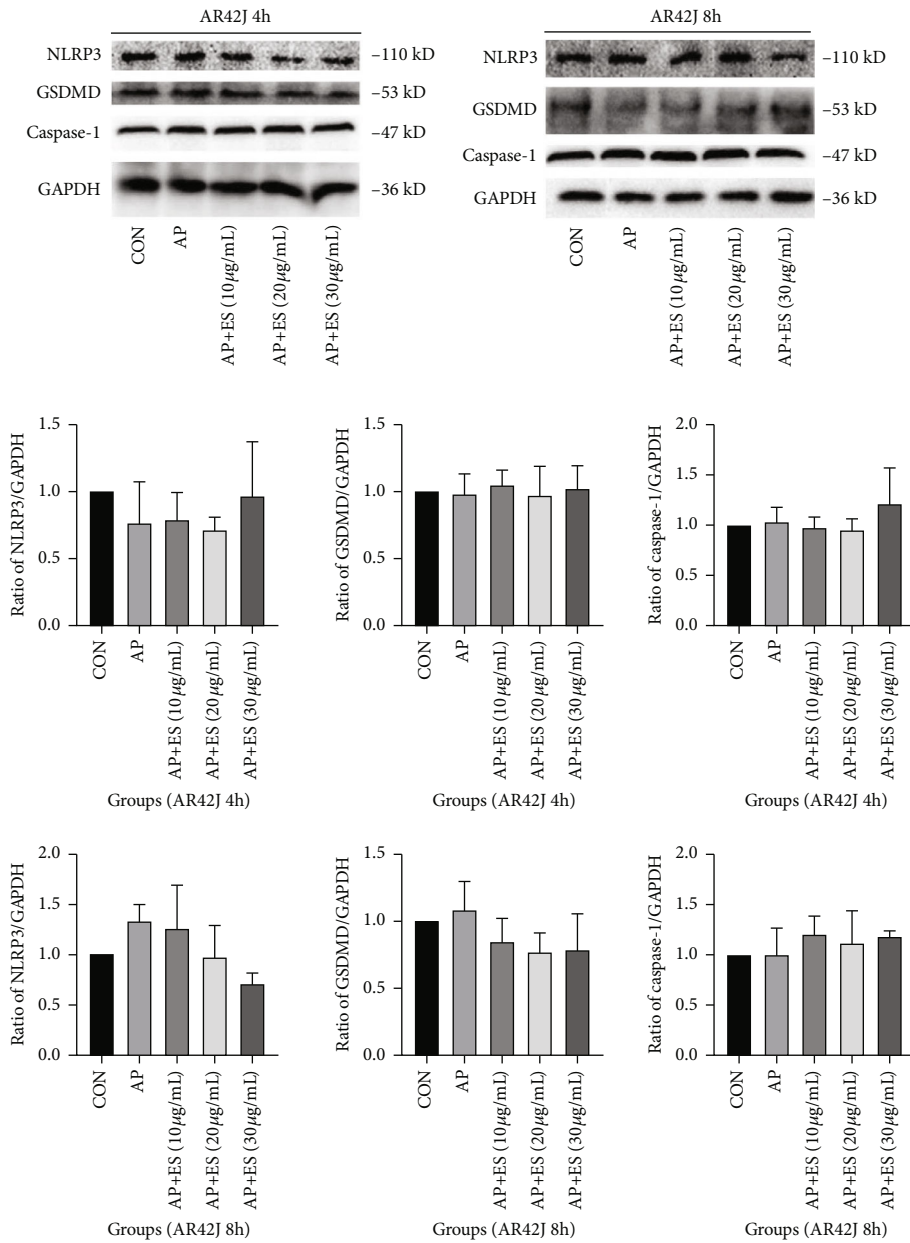 AR42J 4h
NLRP3 –110 kD
GSDMD –53 kD
Caspase-1 –47 kD
GAPDH –36 kD
CON
AP
AP+ES (10 μg/mL)
AP+ES (20 μg/mL)
AP+ES (30 μg/mL)
AR42J 8h
NLRP3 –110 kD
GSDMD –53 kD
Caspase-1 –47 kD
GAPDH –36 kD
CON
AP
AP+ES (10 μg/mL)
AP+ES (20 μg/mL)
AP+ES (30 μg/mL)
Ratio of NLRP3/GAPDH
1.5
1.0
0.5
0.0
CON
AP
AP+ES (10 μg/mL)
AP+ES (20 μg/mL)
AP+ES (30 μg/mL)
Groups (AR42J 4h)
Ratio of GSDMD/GAPDH
1.5
1.0
0.5
0.0
CON
AP
AP+ES (10 μg/mL)
AP+ES (20 μg/mL)
AP+ES (30 μg/mL)
Groups (AR42J 4h)
Ratio of caspase-1/GAPDH
2.0
1.5
1.0
0.5
0.0
CON
AP
AP+ES (10 μg/mL)
AP+ES (20 μg/mL)
AP+ES (30 μg/mL)
Groups (AR42J 4h)
Ratio of NLRP3/GAPDH
2.0
1.5
1.0
0.5
0.0
CON
AP
AP+ES (10 μg/mL)
AP+ES (20 μg/mL)
AP+ES (30 μg/mL)
Groups (AR42J 8h)
Ratio of GSDMD/GAPDH
1.5
1.0
0.5
0.0
CON
AP
AP+ES (10 μg/mL)
AP+ES (20 μg/mL)
AP+ES (30 μg/mL)
Groups (AR42J 8h)
Ratio of caspase-1/GAPDH
2.0
1.5
1.0
0.5
0.0
CON
AP
AP+ES (10 μg/mL)
AP+ES (20 μg/mL)
AP+ES (30 μg/mL)
Groups (AR42J 8h)